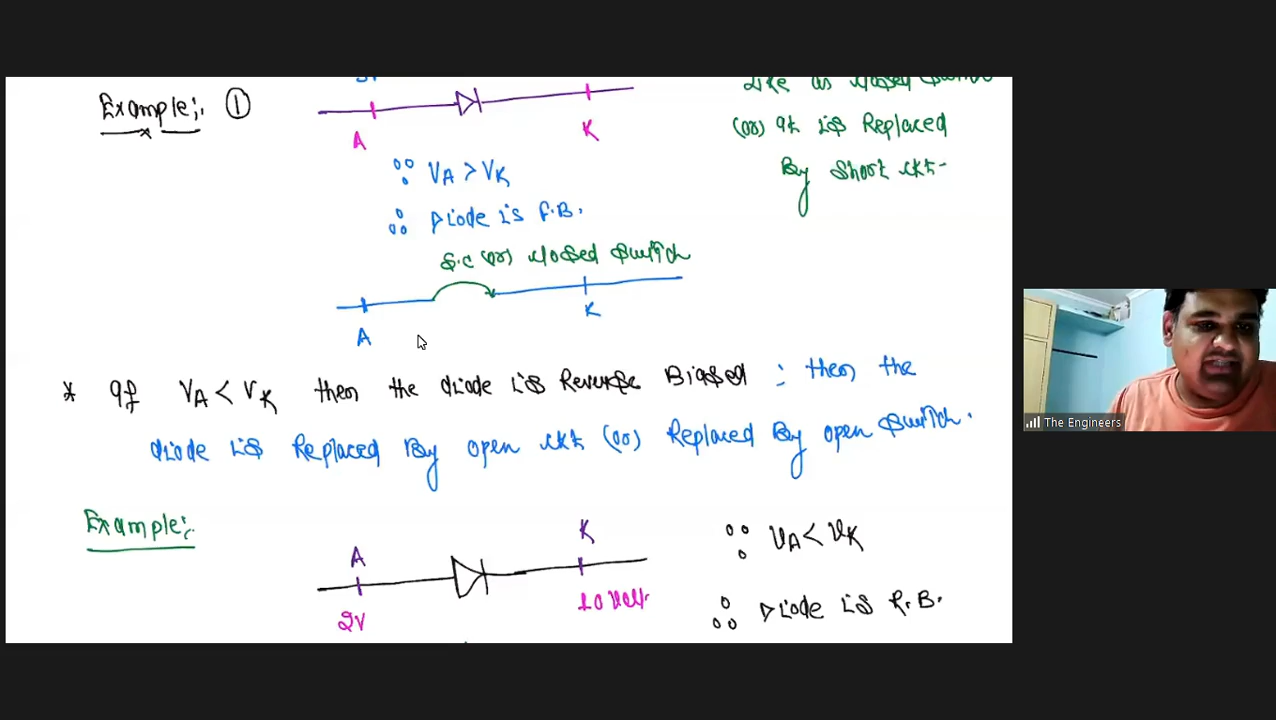 Like as closed switch
Example:- ①
(or) It is Replaced
A
K
By Short ckt-
∵ VA > VK
∴ Diode is F.B.
S.C (or) closed switch
A
K
* If VA < VK then the diode is Reverse Biased : then the
diode is Replaced By open ckt (or) Replaced By open switch.
Example:-
A
K
∵ VA < VK
2V
10 Volt.
∴ Diode is R.B.
The Engineers